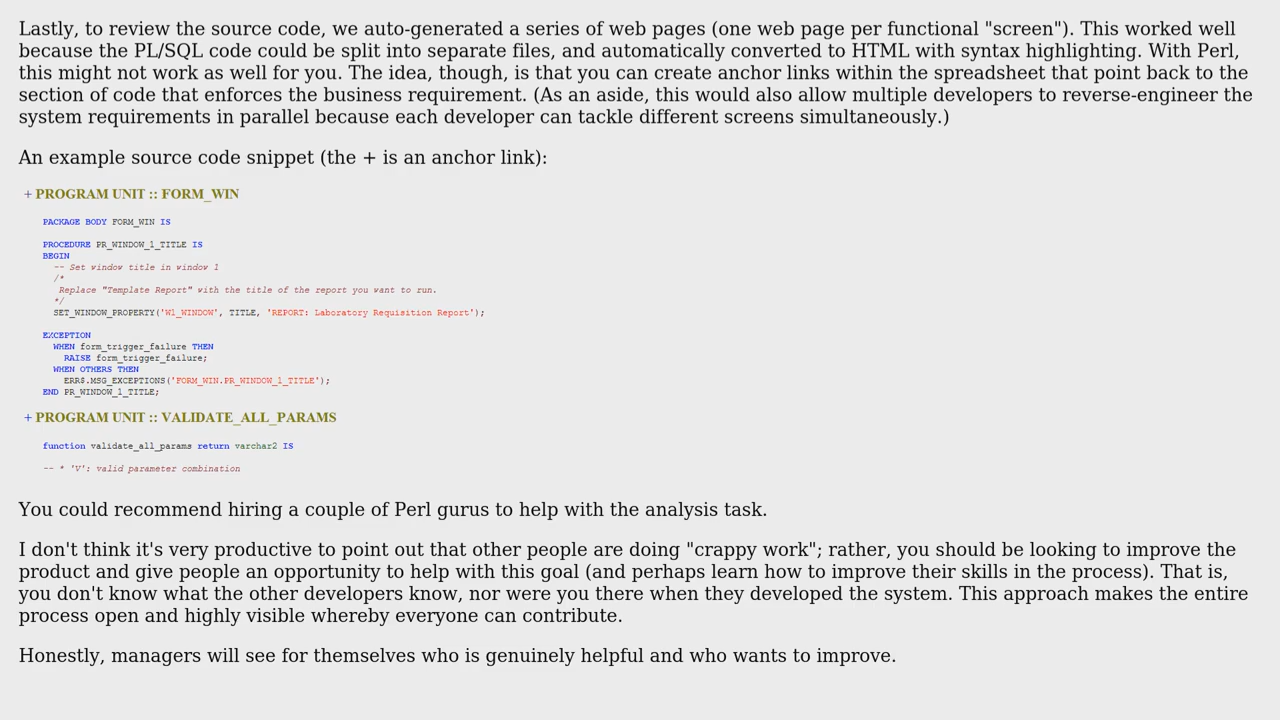 Lastly, to review the source code, we auto-generated a series of web pages (one web page per functional "screen"). This worked well
because the PL/SQL code could be split into separate files, and automatically converted to HTML with syntax highlighting. With Perl,
this might not work as well for you. The idea, though, is that you can create anchor links within the spreadsheet that point back to the
section of code that enforces the business requirement. (As an aside, this would also allow multiple developers to reverse-engineer the
system requirements in parallel because each developer can tackle different screens simultaneously.)
An example source code snippet (the + is an anchor link):
+ PROGRAM UNIT :: FORM_WIN
PACKAGE BODY FORM_WIN IS
PROCEDURE PR_WINDOW_1_TITLE IS
BEGIN
-- Set window title in window 1
/*
Replace "Template Report" with the title of the report you want to run.
*/
SET_WINDOW_PROPERTY('W1_WINDOW', TITLE, 'REPORT: Laboratory Requisition Report');
EXCEPTION
WHEN form_trigger_failure THEN
RAISE form_trigger_failure;
WHEN OTHERS THEN
ERR$.MSG_EXCEPTIONS('FORM_WIN.PR_WINDOW_1_TITLE');
END PR_WINDOW_1_TITLE;
+ PROGRAM UNIT :: VALIDATE_ALL_PARAMS
function validate_all_params return varchar2 IS
-- * 'V': valid parameter combination
You could recommend hiring a couple of Perl gurus to help with the analysis task.
I don't think it's very productive to point out that other people are doing "crappy work"; rather, you should be looking to improve the
product and give people an opportunity to help with this goal (and perhaps learn how to improve their skills in the process). That is,
you don't know what the other developers know, nor were you there when they developed the system. This approach makes the entire
process open and highly visible whereby everyone can contribute.
Honestly, managers will see for themselves who is genuinely helpful and who wants to improve.